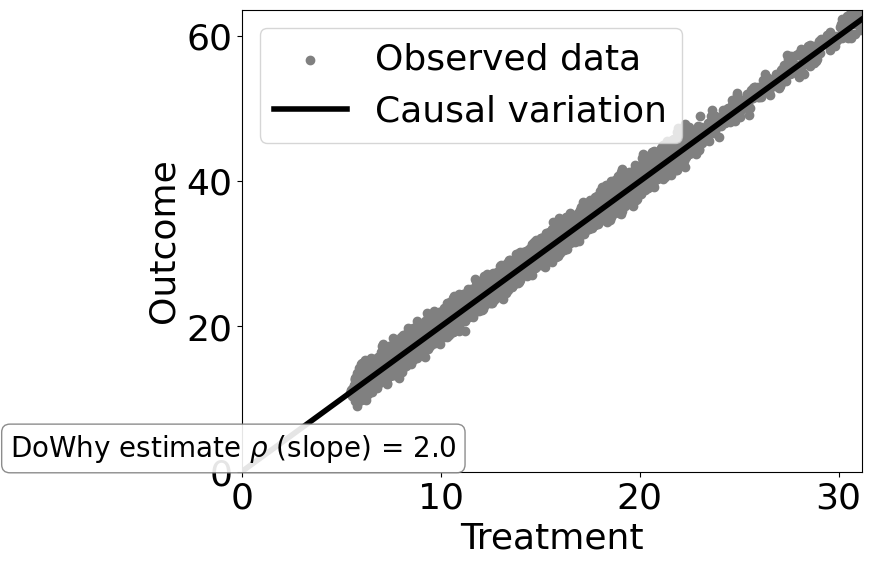 Observed data
Causal variation
Outcome
60
40
20
0
DoWhy estimate ρ (slope) = 2.0
0 10 20 30
Treatment